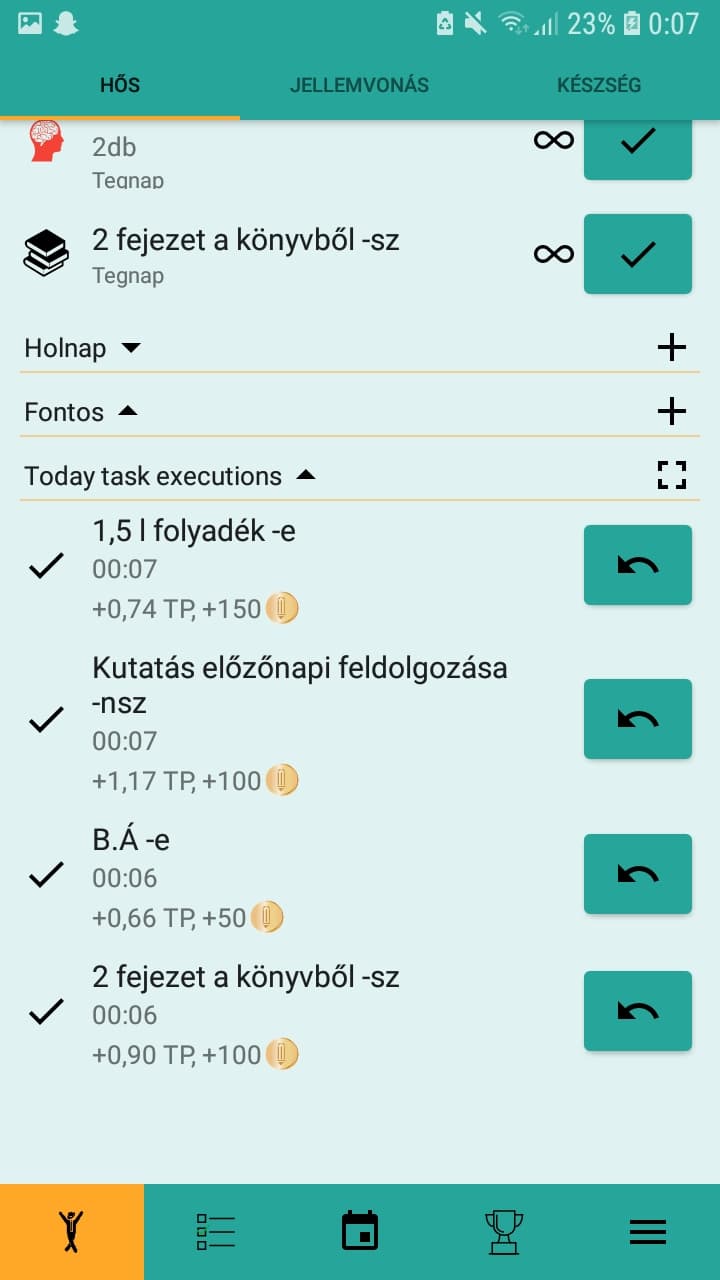 23% 0:07
HŐS JELLEMVONÁS KÉSZSÉG
2db
Tegnap
2 fejezet a könyvből -sz
Tegnap
Holnap
Fontos
Today task executions
1,5 l folyadék -e
00:07
+0,74 TP, +150
Kutatás előzőnapi feldolgozása
-nsz
00:07
+1,17 TP, +100
B.Á -e
00:06
+0,66 TP, +50
2 fejezet a könyvből -sz
00:06
+0,90 TP, +100